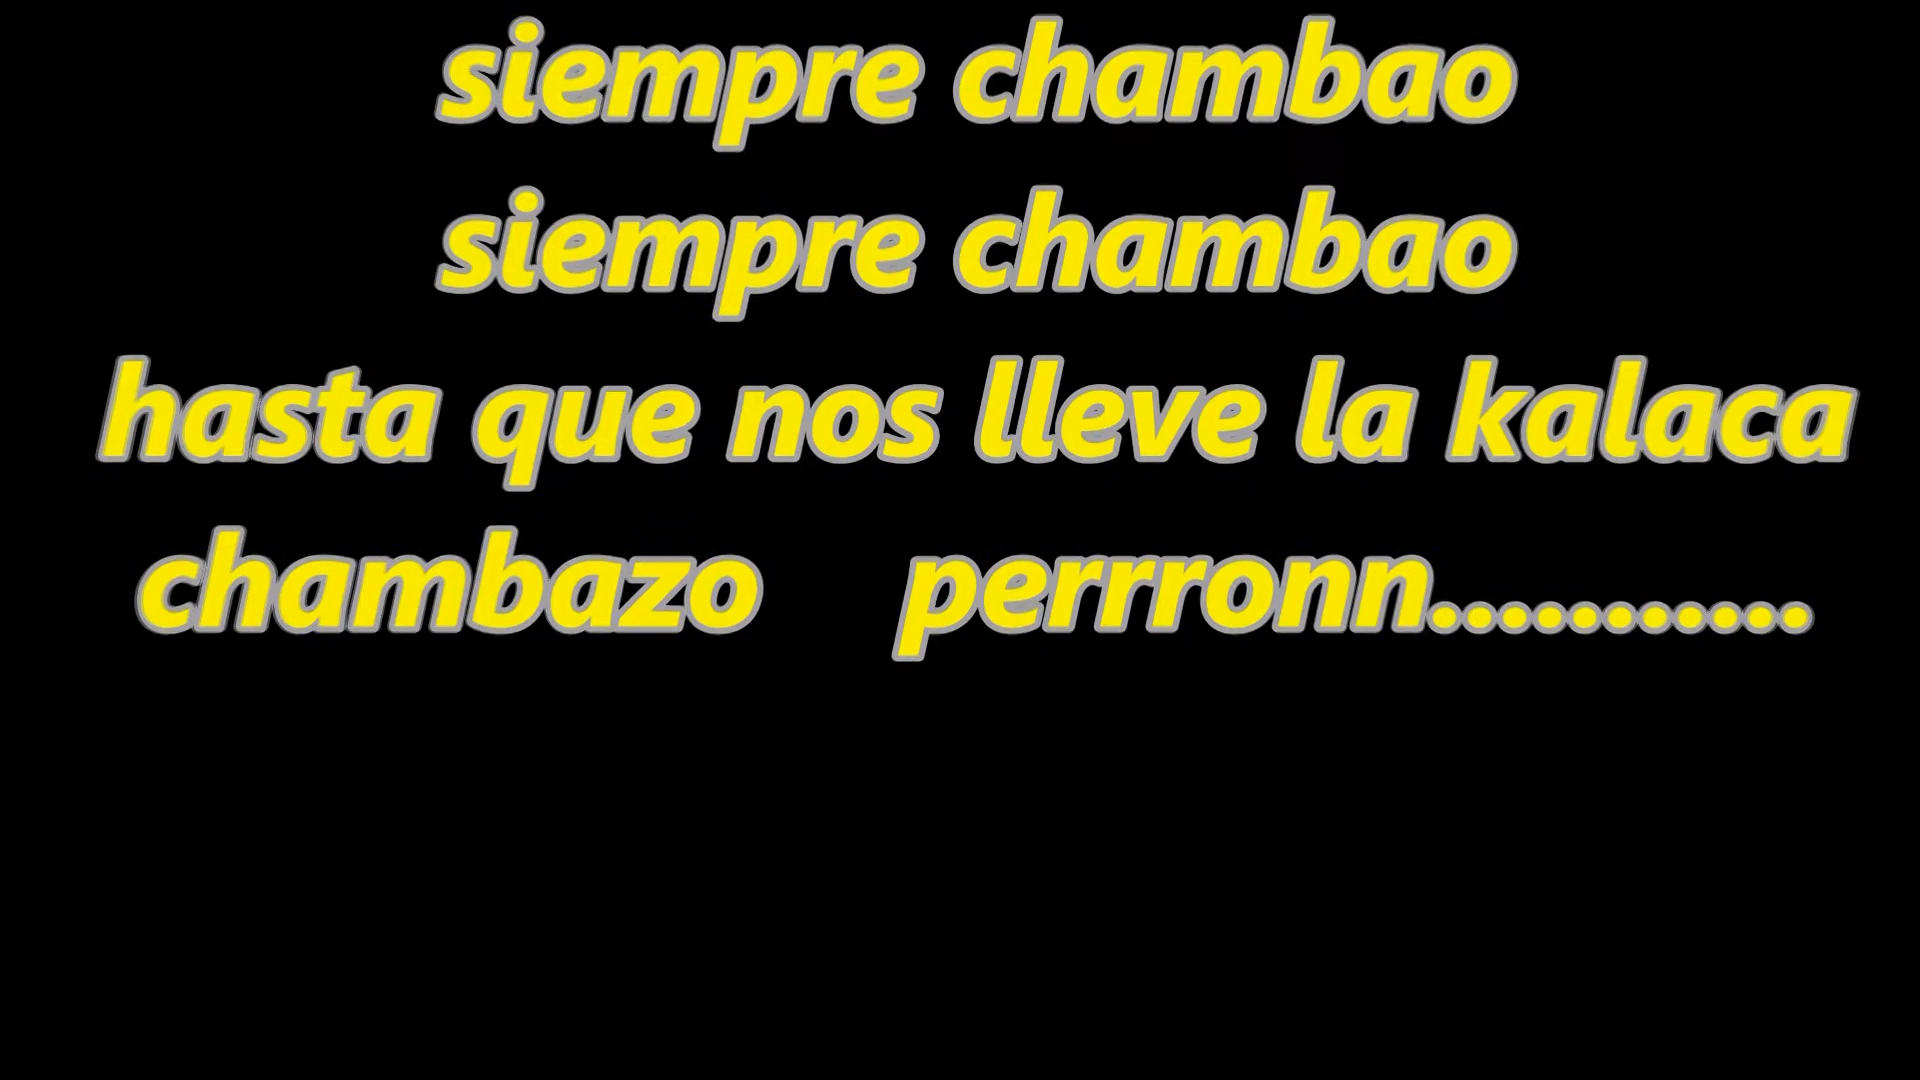 siempre chambao
siempre chambao
hasta que nos lleve la kalaca
chambazo perrronn...........